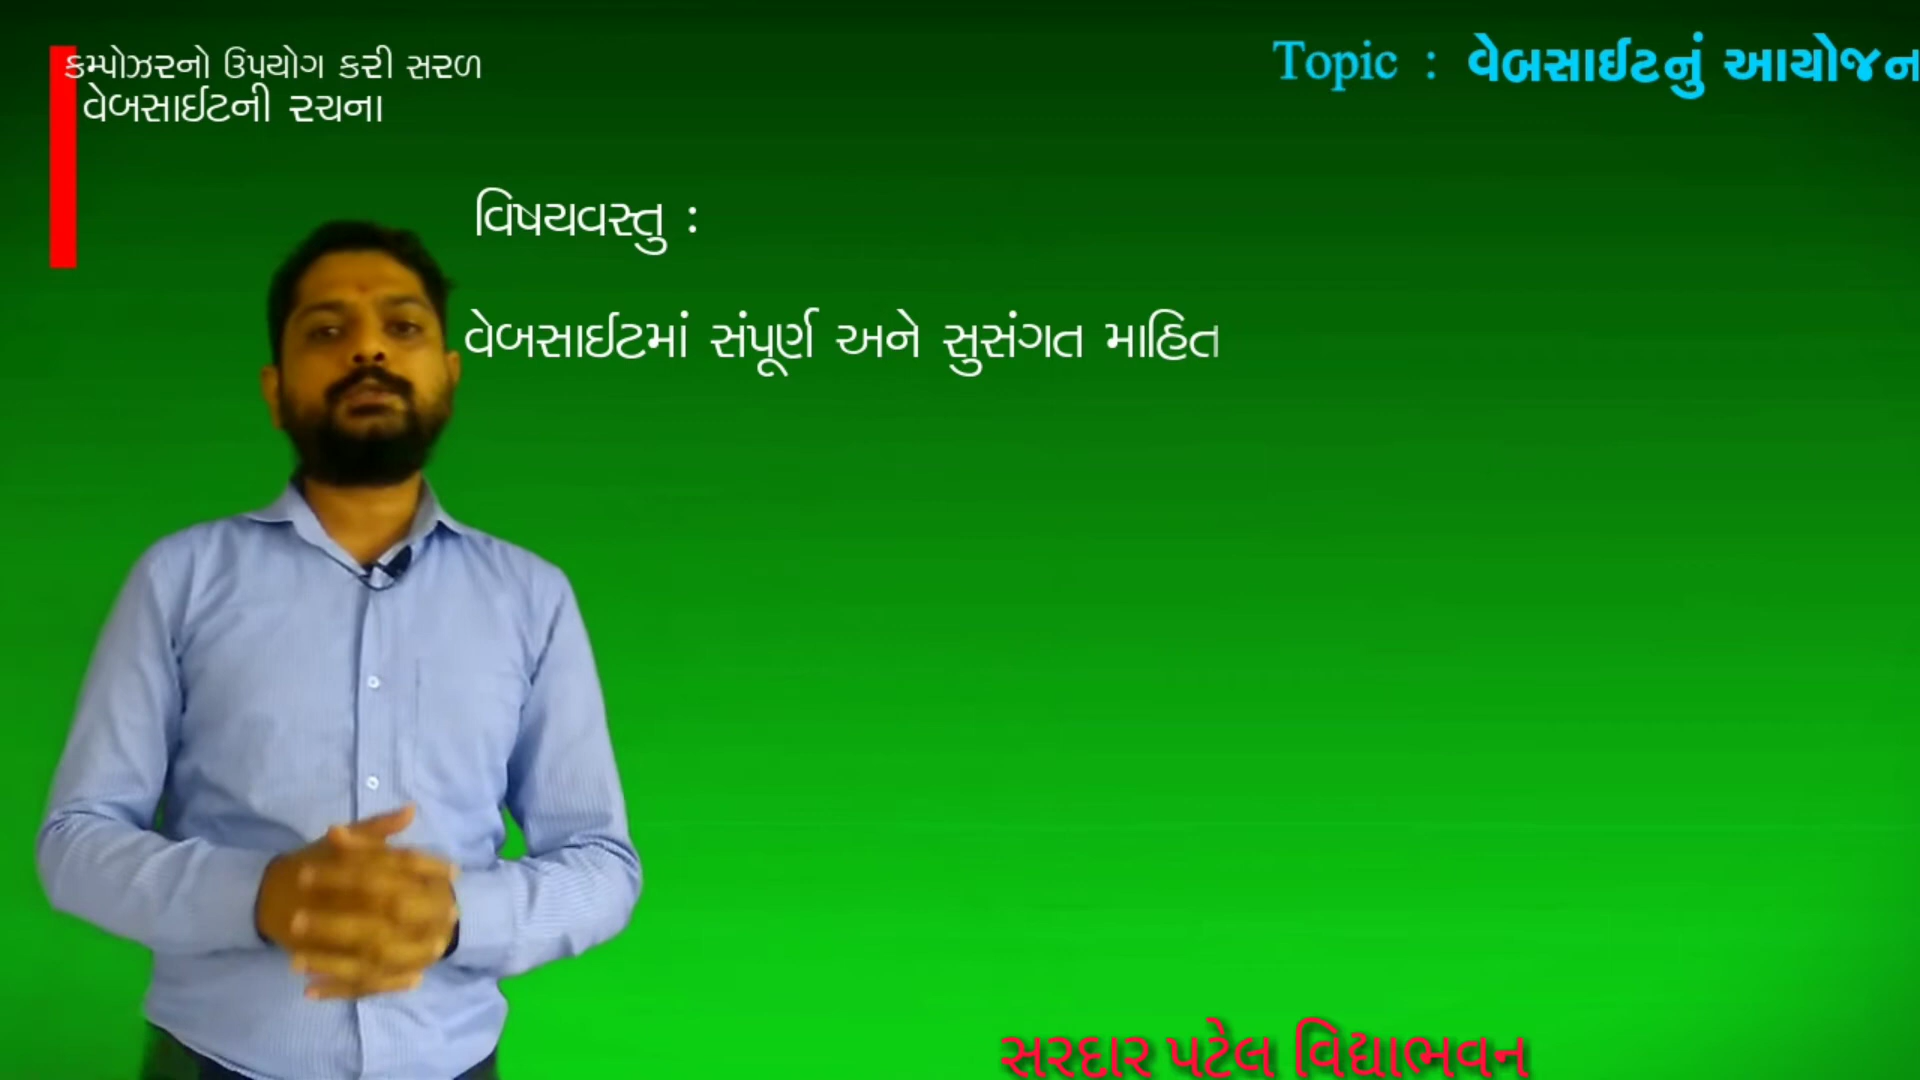 કમ્પોઝરનો ઉપયોગ કરી સરળ
વેબસાઈટની રચના
Topic : વેબસાઈટનું આયોજન
વિષયવસ્તુ :
વેબસાઈટમાં સંપૂર્ણ અને સુસંગત માહિત
સરદાર પટેલ વિદ્યાભવન